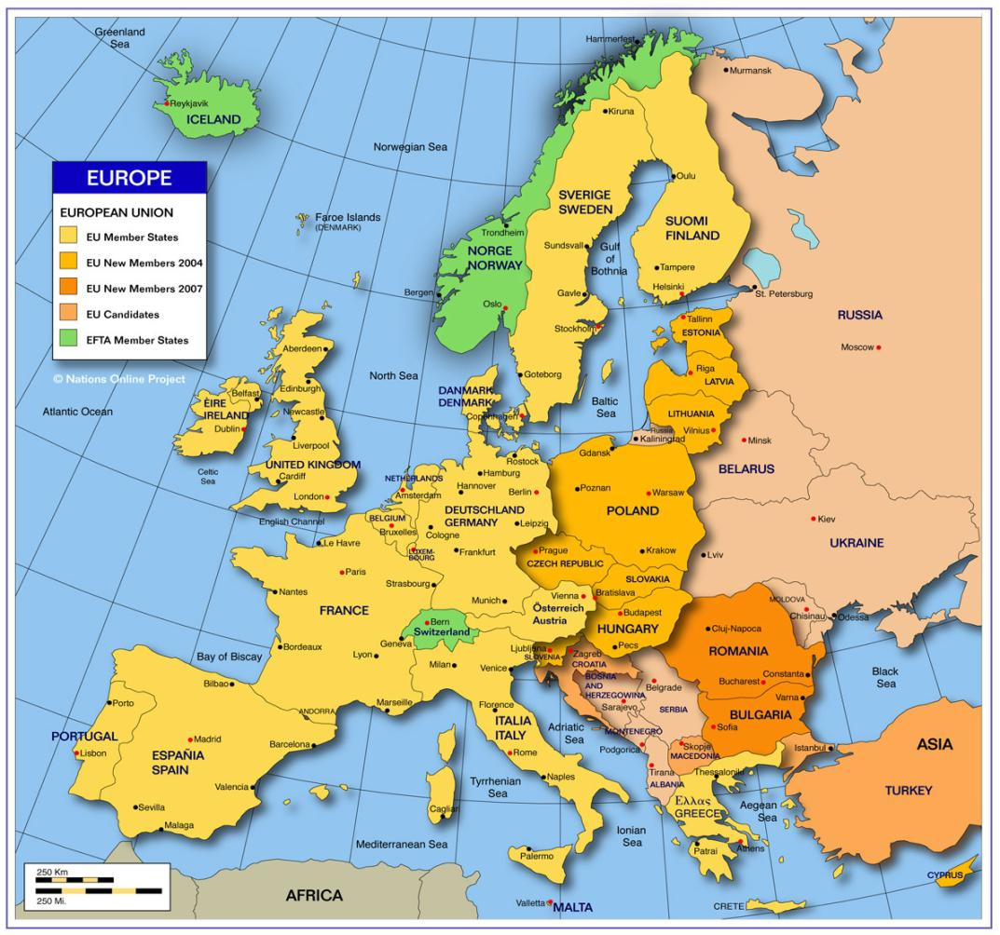 Greenland
Sea
Hammerfest
Murmansk
Reykjavik
ICELAND
Kiruna
Norwegian Sea
EUROPE
EUROPEAN UNION
EU Member States
EU New Members 2004
EU New Members 2007
EU Candidates
EFTA Member States
© Nations Online Project
Oulu
SVERIGE
SWEDEN
Faroe Islands
(DENMARK)
Trondheim
SUOMI
FINLAND
Sundsvall
Gulf
of
Bothnia
NORGE
NORWAY
Tampere
Bergen
Gavle
Helsinki
St. Petersburg
Oslo
RUSSIA
Tallinn
Stockholm
ESTONIA
Moscow
Aberdeen
North Sea
Goteborg
Riga
LATVIA
Edinburgh
Belfast
DANMARK
DENMARK
Baltic
Sea
Atlantic Ocean
ÈIRE
IRELAND
Newcastle
Copenhagen
LITHUANIA
Dublin
Russia
Vilnius
Kaliningrad
Minsk
Liverpool
Gdansk
UNITED KINGDOM
Rostock
BELARUS
Celtic
Sea
Cardiff
Hamburg
NETHERLANDS
Hannover
Poznan
London
Amsterdam
Berlin
Warsaw
DEUTSCHLAND
GERMANY
POLAND
English Channel
BELGIUM
Bruxelles
Leipzig
Kiev
Cologne
UKRAINE
Le Havre
LUXEM-
BOURG
Frankfurt
Prague
Krakow
Lviv
CZECH REPUBLIC
Paris
Strasbourg
SLOVAKIA
Nantes
Vienna
Bratislava
Munich
MOLDOVA
FRANCE
Österreich
Austria
Budapest
Chisinau
Odessa
Bern
Switzerland
HUNGARY
Cluj-Napoca
Geneva
Bordeaux
Pecs
Ljubljena
SLOVENIA
ROMANIA
Lyon
Zagreb
CROATIA
Bay of Biscay
Milan
Venice
Constanta
Black
Sea
Bilbao
BOSNIA
AND
HERZEGOWINA
Belgrade
Bucharest
Varna
Porto
Marseille
Florence
Sarajevo
SERBIA
BULGARIA
ANDORRA
ITALIA
ITALY
Adriatic
Sea
Sofia
MONTENEGRO
PORTUGAL
Madrid
Barcelona
Podgorica
Skopje
MACEDONIA
Istanbul
ASIA
Lisbon
ESPAÑIA
SPAIN
Rome
Tirana
ALBANIA
Thessaloniki
Naples
Valencia
Tyrrhenian
Sea
TURKEY
Ελλας
GREECE
Aegean
Sea
Sevilla
Cagliari
Malaga
Ionian
Sea
Mediterranean Sea
Palermo
Patrai
Athens
250 Km
250 Mi.
CYPRUS
AFRICA
Valletta
MALTA
CRETE